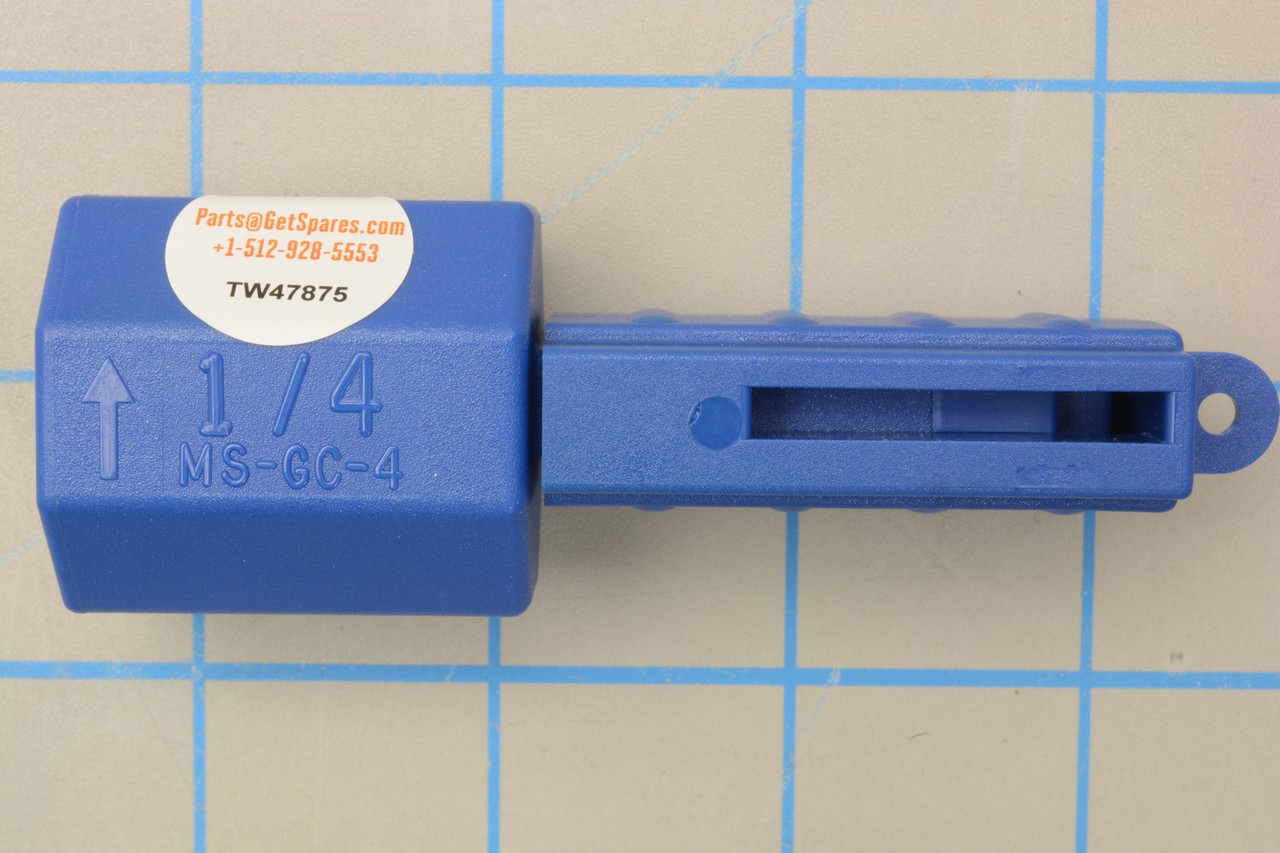 Parts@GetSpares.com
+1-512-928-5553
TW47875
1/4
MS-GC-4